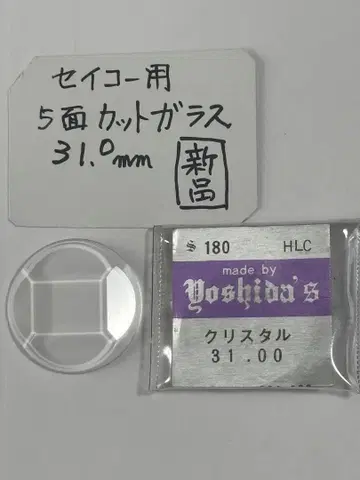 セイコー用
5面カットガラス
31.0mm
新品
S 180 HLC
made by
Yoshida's
クリスタル
31.00